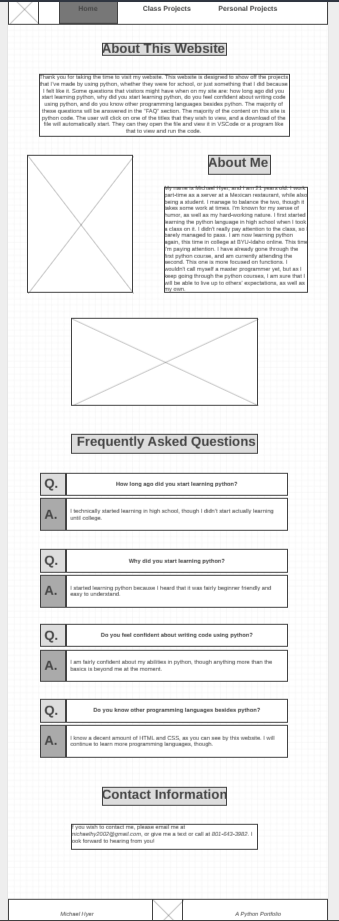 Home Class Projects Personal Projects
About This Website
Thank you for taking the time to visit my website. This website is designed to show off the projects
that I've made by using python, whether they were for school, or just something that I did because
I felt like it. Some questions that visitors might have when on my site are: how long ago did you
start learning python, why did you start learning python, do you feel confident about writing code
using python, and do you know other programming languages besides python. The majority of
these questions will be answered in the "FAQ" section. The majority of the content on this site is
python code. The user will click on one of the titles that they wish to view, and a download of the
file will automatically start. They can then open the file and view it in VSCode or a program like
that to view and run the code.
About Me
My name is Michael Hyer, and I am 21 years old. I work
part-time as a server at a Mexican restaurant, while also
being a student. I manage to balance the two, though it
takes some work at times. I'm known for my sense of
humor, as well as my hard-working nature. I first started
learning the python language in high school when I took
a class on it. I didn't really pay attention to the class, so I
barely managed to pass. I am now learning python
again, this time in college at BYU-Idaho online. This time
I'm paying attention. I have already gone through the
first python course, and am currently attending the
second. This one is more focused on functions. I
wouldn't call myself a master programmer yet, but as I
keep going through the python courses, I am sure that I
will be able to live up to others' expectations, as well as
my own.
Frequently Asked Questions
Q. How long ago did you start learning python?
A. I technically started learning in high school, though I didn't start actually learning
until college.
Q. Why did you start learning python?
A. I started learning python because I heard that it was fairly beginner friendly and
easy to understand.
Q. Do you feel confident about writing code using python?
A. I am fairly confident about my abilities in python, though anything more than the
basics is beyond me at the moment.
Q. Do you know other programming languages besides python?
A. I know a decent amount of HTML and CSS, as you can see by this website. I will
continue to learn more programming languages, though.
Contact Information
If you wish to contact me, please email me at
michaelhy2002@gmail.com, or give me a text or call at 801-643-3982. I
look forward to hearing from you!
Michael Hyer A Python Portfolio